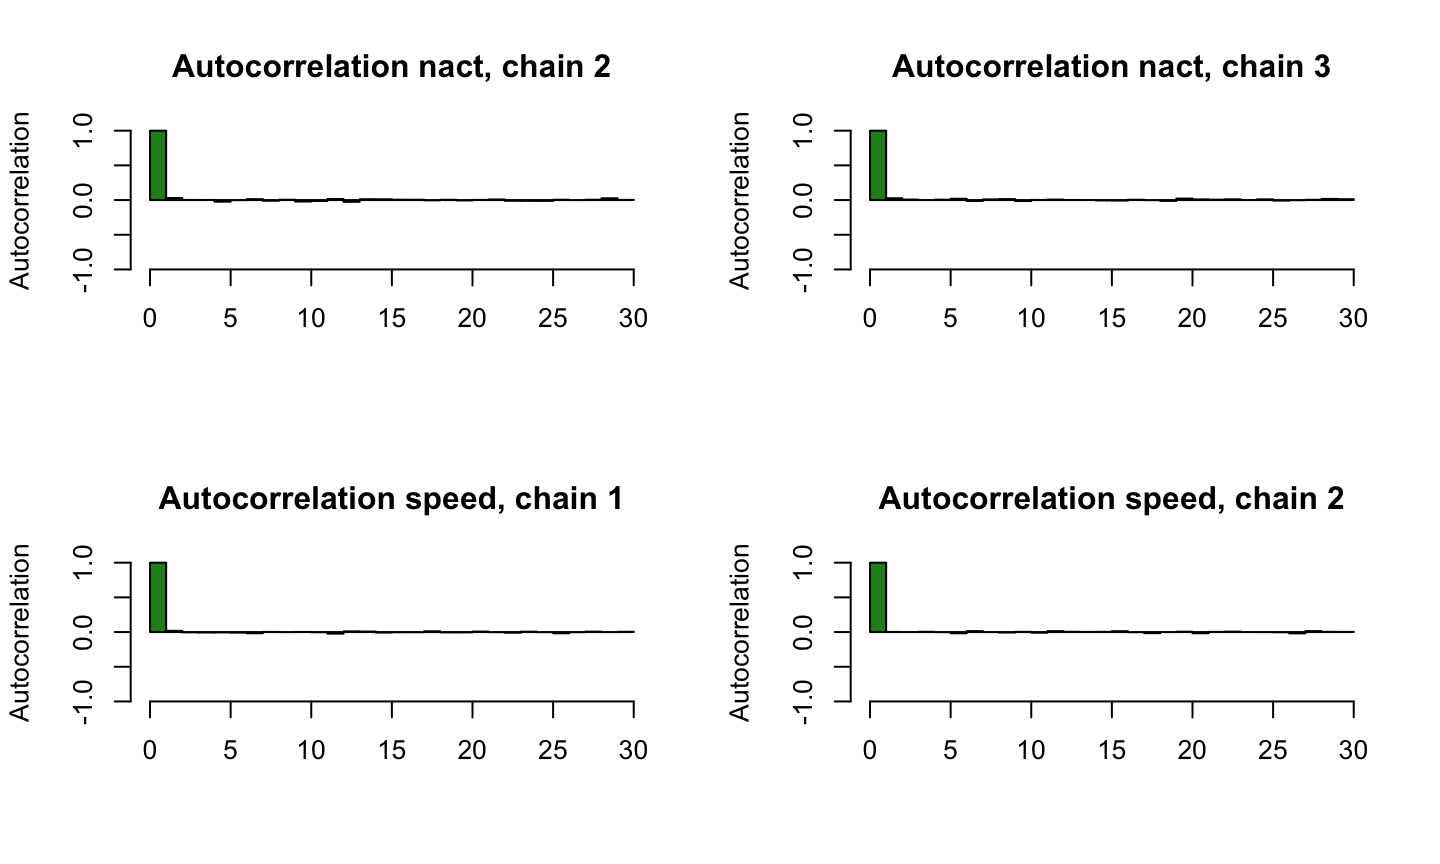 Autocorrelation nact, chain 2
Autocorrelation
1.0
0.0
-1.0
0 5 10 15 20 25 30
Autocorrelation nact, chain 3
Autocorrelation
1.0
0.0
-1.0
0 5 10 15 20 25 30
Autocorrelation speed, chain 1
Autocorrelation
1.0
0.0
-1.0
0 5 10 15 20 25 30
Autocorrelation speed, chain 2
Autocorrelation
1.0
0.0
-1.0
0 5 10 15 20 25 30